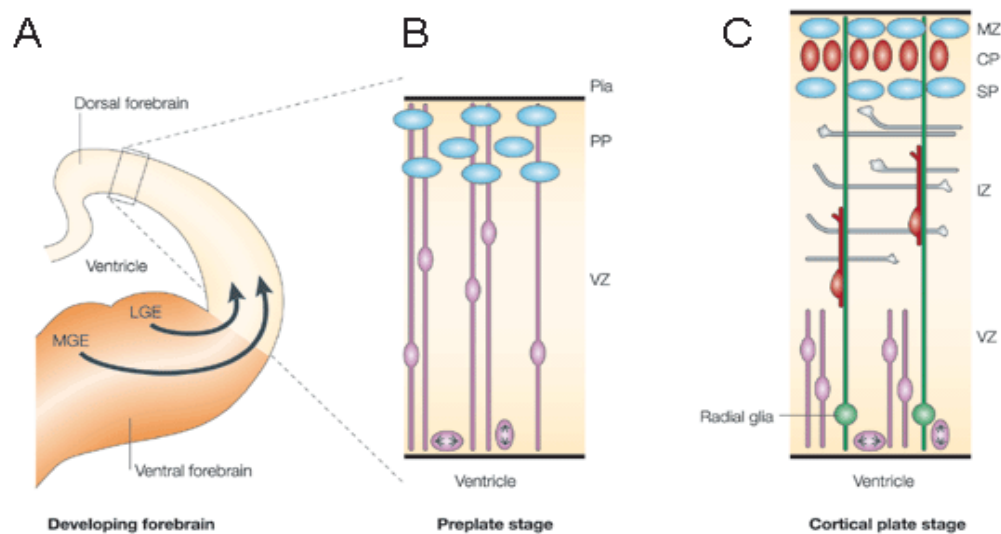 A
Dorsal forebrain
Ventricle
LGE
MGE
Ventral forebrain
Developing forebrain
B
Pia
PP
VZ
Ventricle
Preplate stage
C
MZ
CP
SP
IZ
VZ
Radial glia
Ventricle
Cortical plate stage